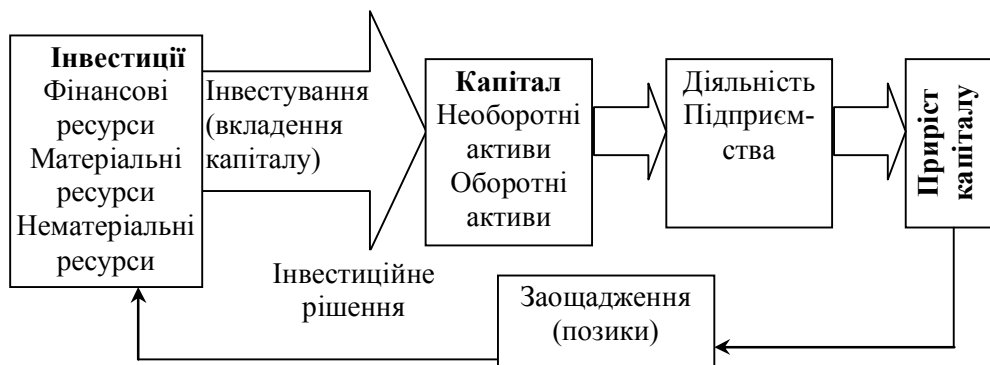 Інвестиції
Фінансові
ресурси
Матеріальні
ресурси
Нематеріальні
ресурси
Інвестування
(вкладення
капіталу)
Інвестиційне
рішення
Капітал
Необоротні
активи
Оборотні
активи
Діяльність
Підприєм-
ства
Приріст
капіталу
Заощадження
(позики)